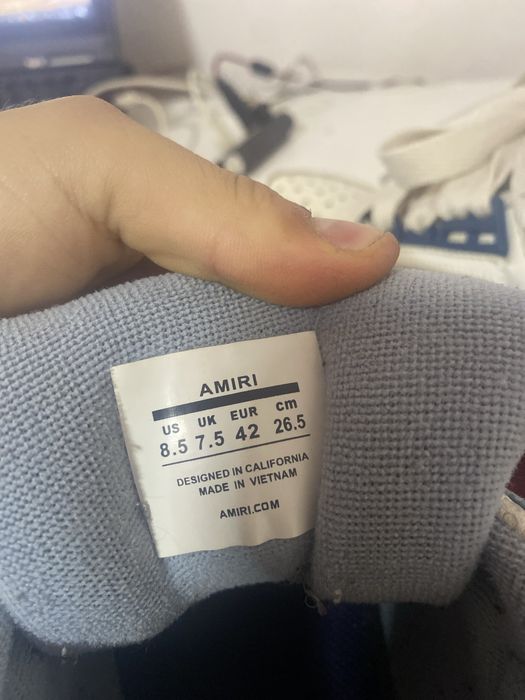 AMIRI
US UK EUR cm
8.5 7.5 42 26.5
DESIGNED IN CALIFORNIA
MADE IN VIETNAM
AMIRI.COM